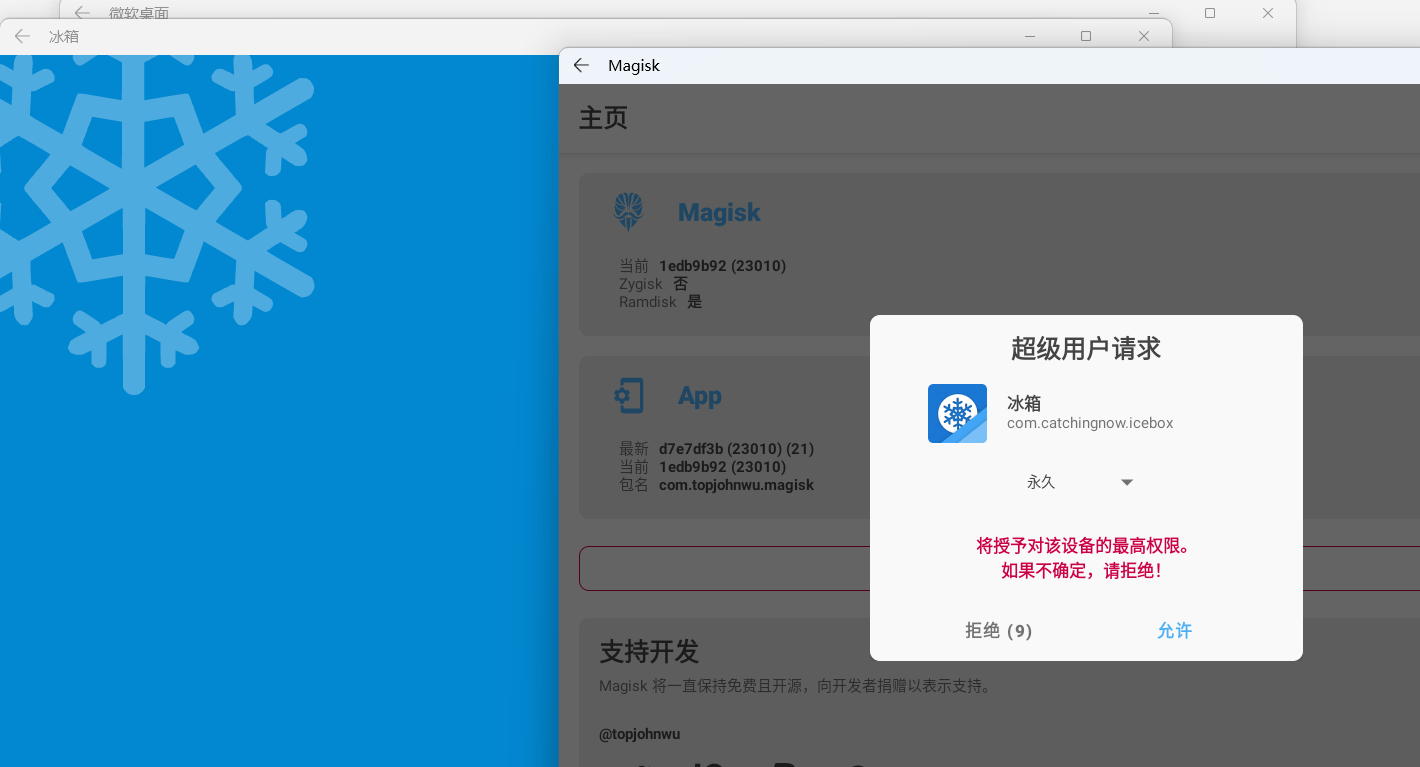 微软桌面
冰箱
Magisk
主页
Magisk
当前 1edb9b92 (23010)
Zygisk 否
Ramdisk 是
App
最新 d7e7df3b (23010) (21)
当前 1edb9b92 (23010)
包名 com.topjohnwu.magisk
超级用户请求
冰箱
com.catchingnow.icebox
永久
将授予对该设备的最高权限。
如果不确定，请拒绝！
拒绝 (9)
允许
支持开发
Magisk 将一直保持免费且开源，向开发者捐赠以表示支持。
@topjohnwu